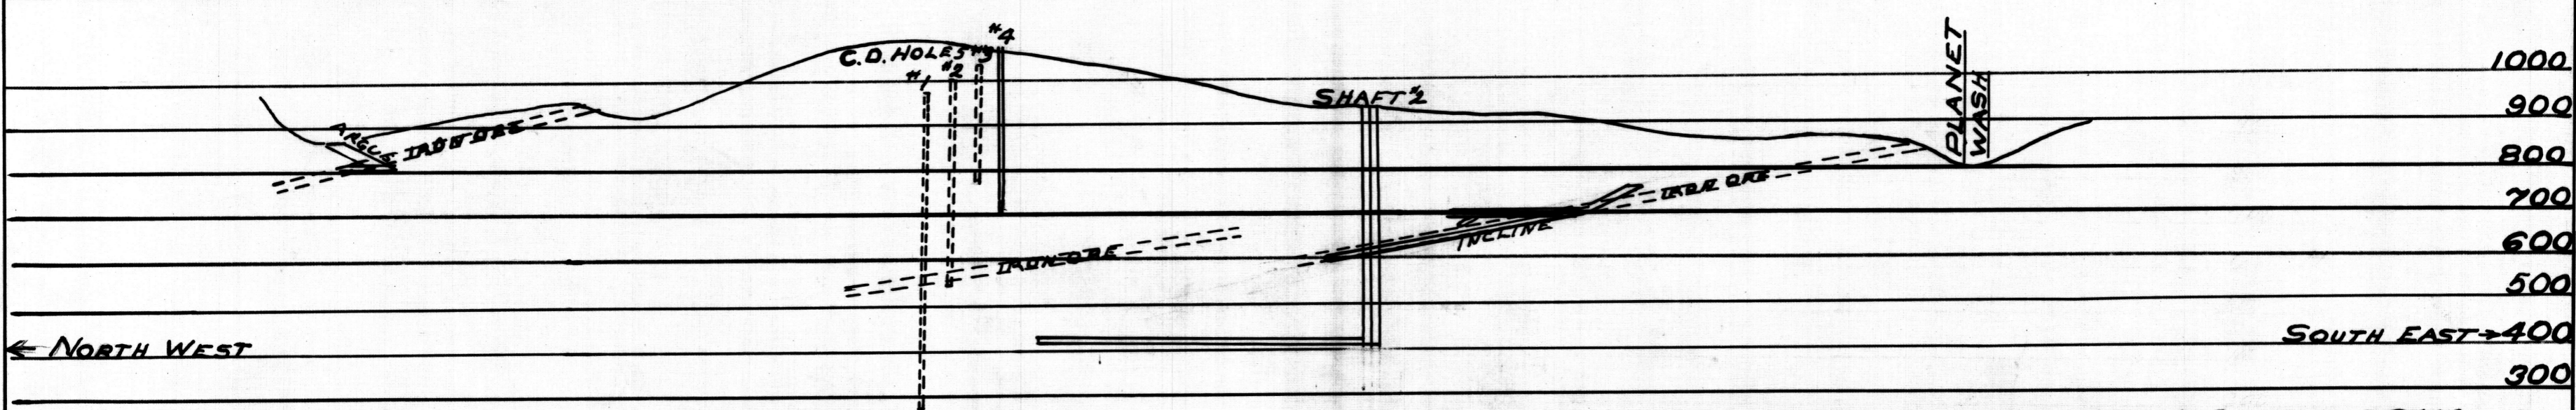 #4
C.D. HOLES #3
#1 #2
1000
SHAFT #2
900
PLANET
WASH
ARGUS
IRON ORE
800
IRON ORE
700
INCLINE
600
IRON ORE
500
← NORTH WEST
SOUTH EAST → 400
300